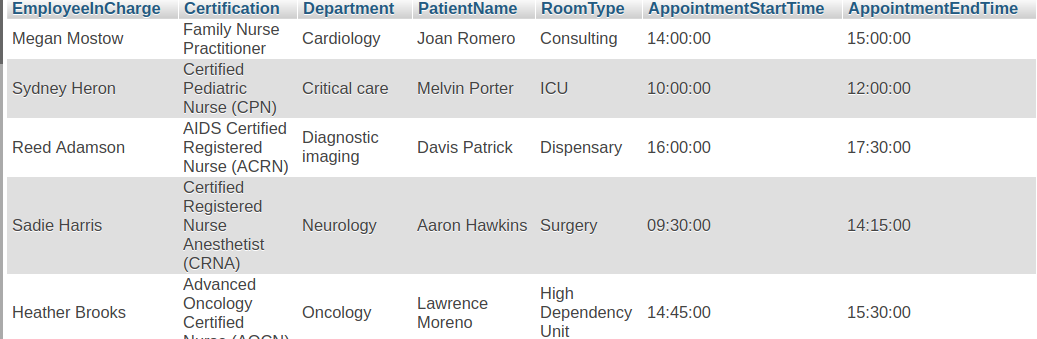 EmployeeInCharge Certification Department PatientName RoomType AppointmentStartTime AppointmentEndTime
Megan Mostow Family Nurse Practitioner Cardiology Joan Romero Consulting 14:00:00 15:00:00
Sydney Heron Certified Pediatric Nurse (CPN) Critical care Melvin Porter ICU 10:00:00 12:00:00
Reed Adamson AIDS Certified Registered Nurse (ACRN) Diagnostic imaging Davis Patrick Dispensary 16:00:00 17:30:00
Sadie Harris Certified Registered Nurse Anesthetist (CRNA) Neurology Aaron Hawkins Surgery 09:30:00 14:15:00
Heather Brooks Advanced Oncology Certified Nurse (AOCN) Oncology Lawrence Moreno High Dependency Unit 14:45:00 15:30:00